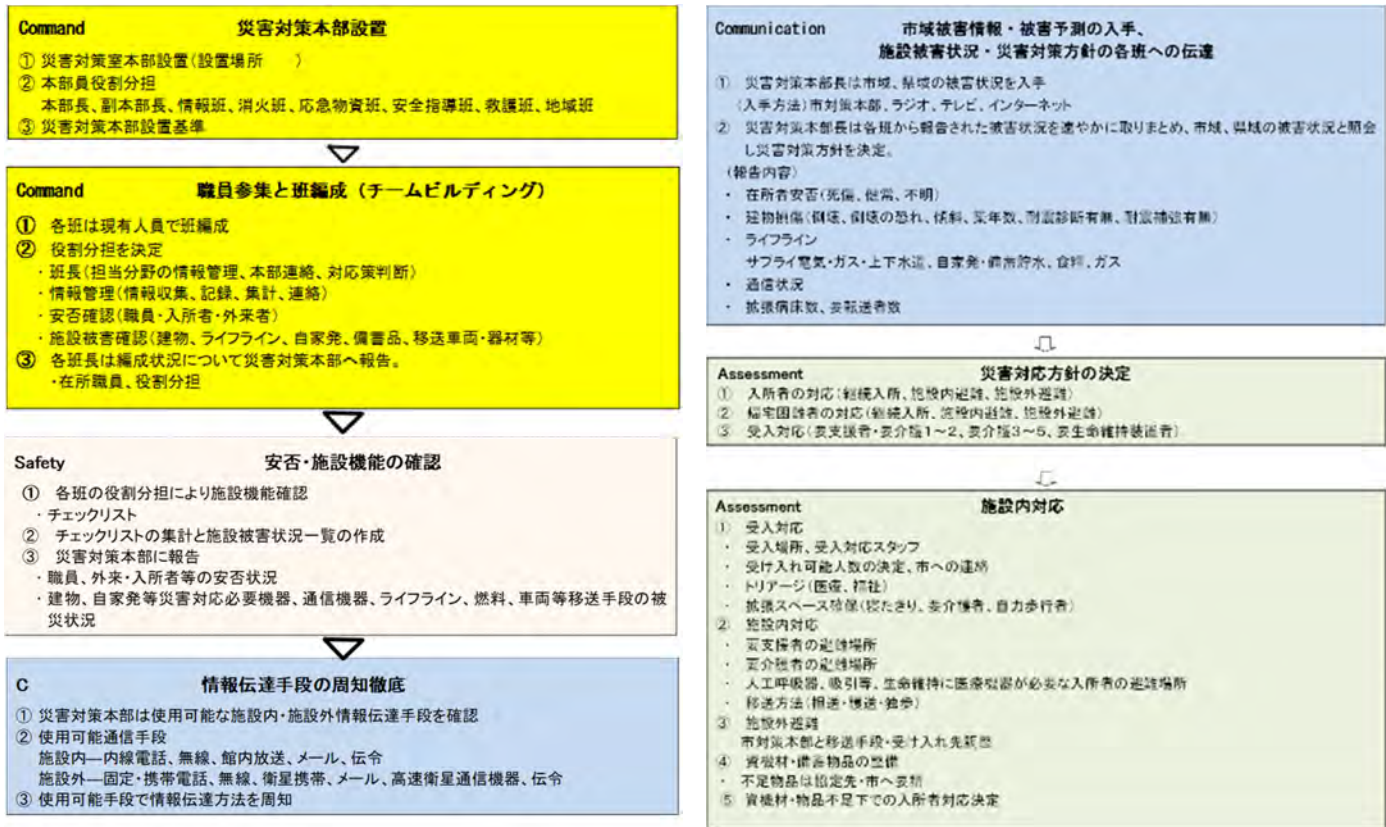 Command 災害対策本部設置
① 災害対策室本部設置(設置場所 )
② 本部員役割分担
本部長、副本部長、情報班、消火班、応急物資班、安全指導班、救護班、地域班
③ 災害対策本部設置基準
Command 職員参集と班編成（チームビルディング）
① 各班は現有人員で班編成
② 役割分担を決定
・班長(担当分野の情報管理、本部連絡、対応策判断)
・情報管理(情報収集、記録、集計、連絡)
・安否確認(職員・入所者・外来者)
・施設被害確認(建物、ライフライン、自家発、備蓄品、移送車両・器材等)
③ 各班長は編成状況について災害対策本部へ報告。
・在所職員、役割分担
Safety 安否・施設機能の確認
① 各班の役割分担により施設機能確認
・チェックリスト
② チェックリストの集計と施設被害状況一覧の作成
③ 災害対策本部に報告
・職員、外来・入所者等の安否状況
・建物、自家発等災害対応必要機器、通信機器、ライフライン、燃料、車両等移送手段の被
災状況
C 情報伝達手段の周知徹底
① 災害対策本部は使用可能な施設内・施設外情報伝達手段を確認
② 使用可能通信手段
施設内―内線電話、無線、館内放送、メール、伝令
施設外―固定・携帯電話、無線、衛星携帯、メール、高速衛星通信機器、伝令
③ 使用可能手段で情報伝達方法を周知
Communication 市域被害情報・被害予測の入手、
施設被害状況・災害対策方針の各班への伝達
① 災害対策本部長は市域、県域の被害状況を入手
(入手方法)市対策本部、ラジオ、テレビ、インターネット
② 災害対策本部長は各班から報告された被害状況を速やかに取りまとめ、市域、県域の被害状況と照会
し災害対策方針を決定。
(報告内容)
・ 在所者安否(死傷、健常、不明)
・ 建物損傷(倒壊、倒壊の恐れ、傾斜、築年数、耐震診断有無、耐震補強有無)
・ ライフライン
サプライ電気・ガス・上下水道、自家発・備蓄貯水、食料、ガス
・ 通信状況
・ 拡張病床数、要転送者数
Assessment 災害対応方針の決定
① 入所者の対応(継続入所、施設内避難、施設外避難)
② 帰宅困難者の対応(継続入所、施設内避難、施設外避難)
③ 受入対応(要支援者・要介護1～2、要介護3～5、要生命維持装置者)
Assessment 施設内対応
① 受入対応
・ 受入場所、受入対応スタッフ
・ 受け入れ可能人数の決定、市への連絡
・ トリアージ(医療、福祉)
・ 拡張スペース確保(寝たきり、要介護者、自力歩行者)
② 施設内対応
・ 要支援者の避難場所
・ 要介護者の避難場所
・ 人工呼吸器、吸引等、生命維持に医療機器が必要な入所者の避難場所
・ 移送方法(担送・護送・独歩)
③ 施設外避難
市対策本部と移送手段・受け入れ先調整
④ 資機材・備蓄物品の整備
・ 不足物品は協定先・市へ要請
⑤ 資機材・物品不足下での入所者対応決定